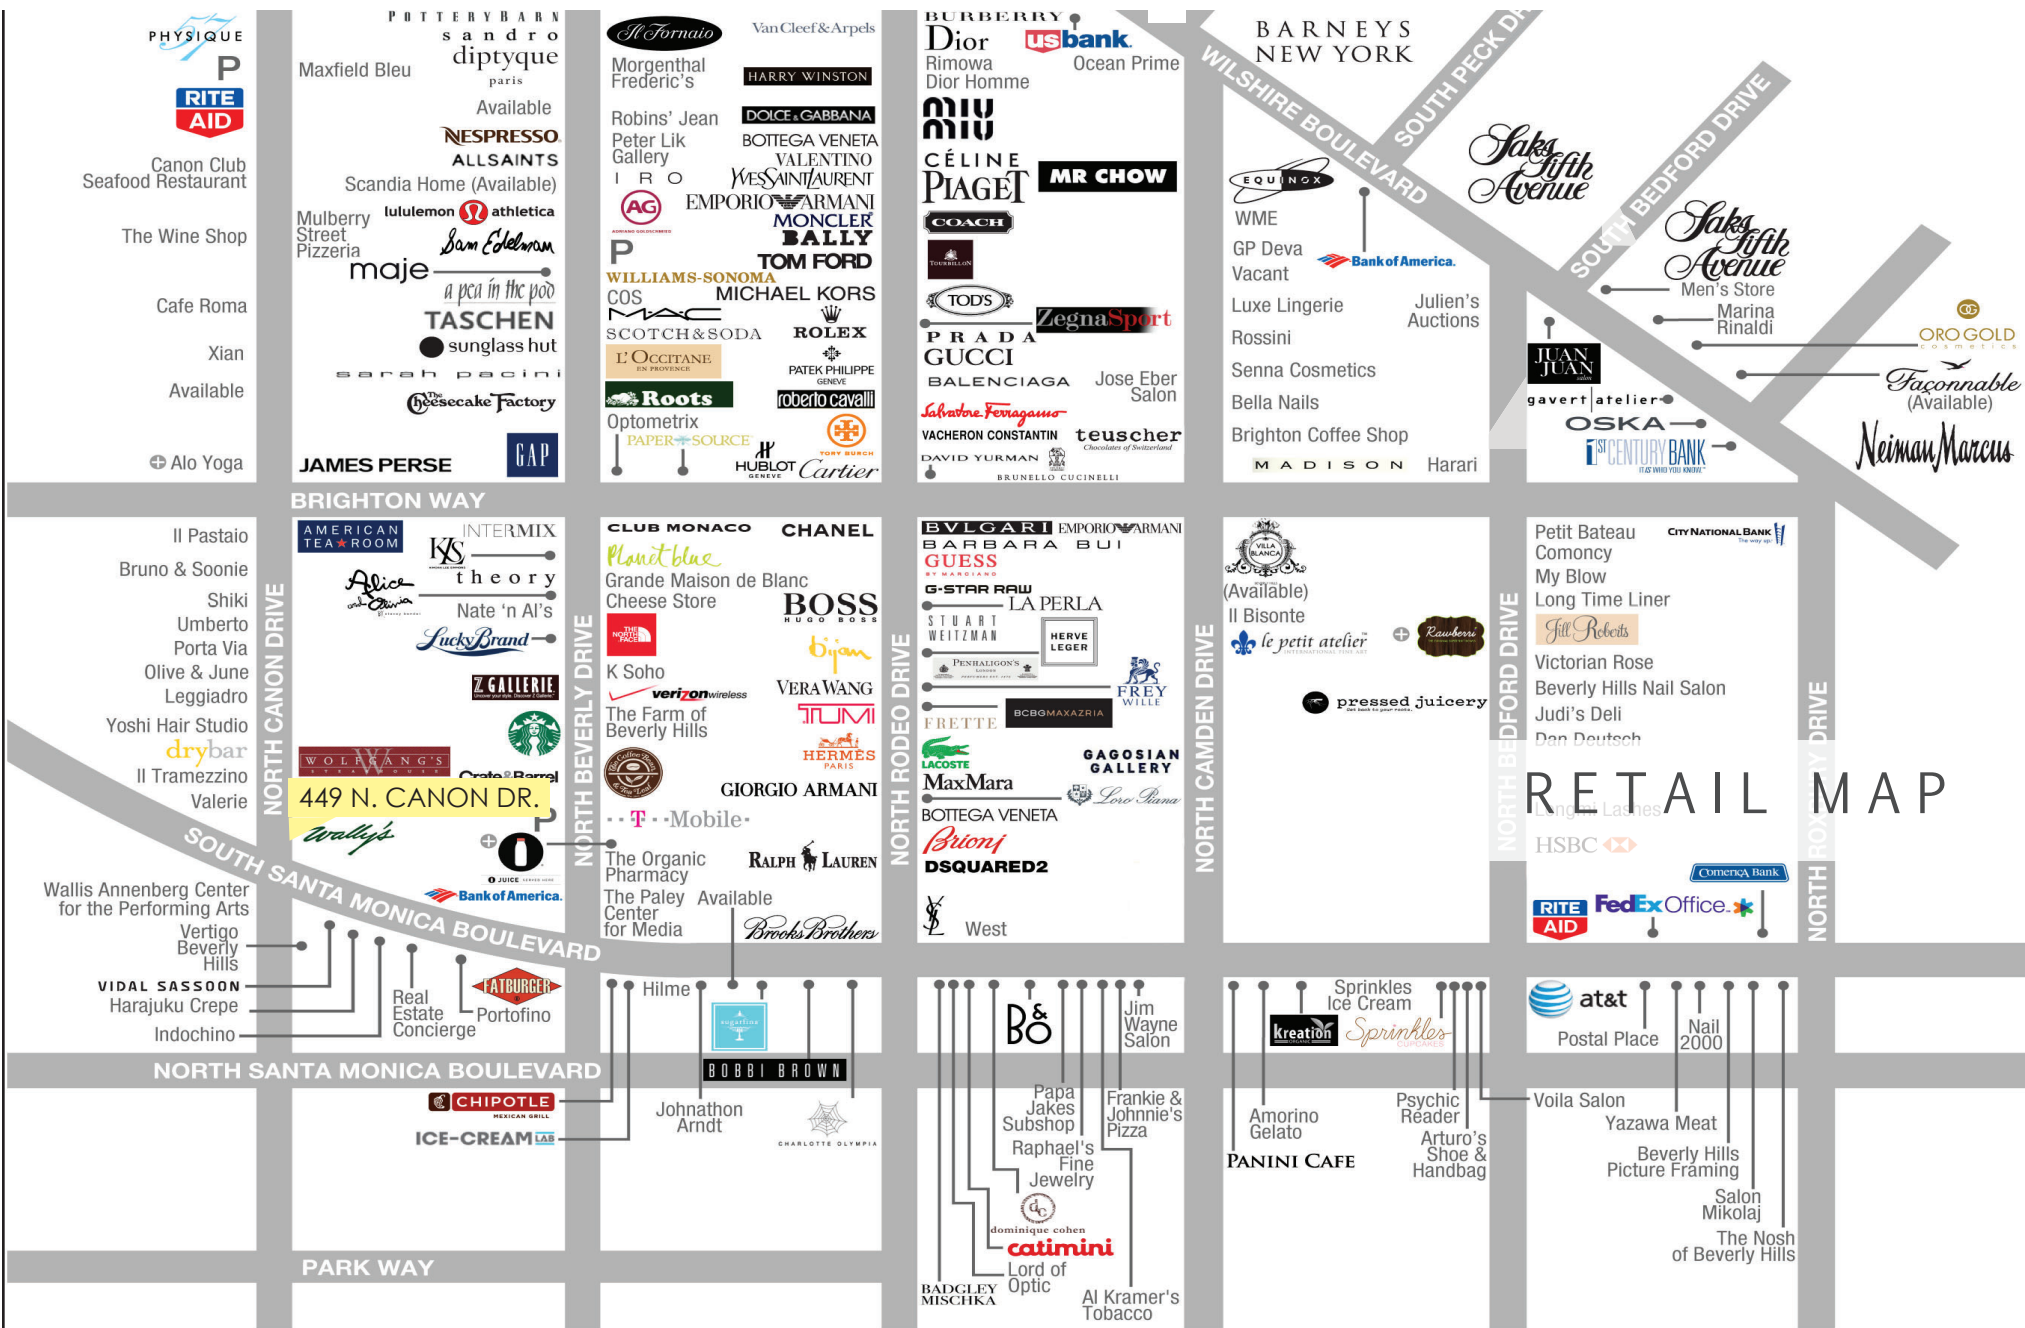 PHYSIQUE 57
P
RITE
AID
Canon Club
Seafood Restaurant
The Wine Shop
Cafe Roma
Xian
Available
Alo Yoga
POTTERY BARN
sandro
diptyque
paris
Maxfield Bleu
Available
NESPRESSO.
ALLSAINTS
Scandia Home (Available)
lululemon athletica
Mulberry
Street
Pizzeria
Sam Edelman
maje
a pea in the pod
TASCHEN
sunglass hut
sarah pacini
The
Cheesecake Factory
JAMES PERSE
GAP
Il Fornaio
Van Cleef & Arpels
Morgenthal
Frederic's
HARRY WINSTON
Robins' Jean
DOLCE & GABBANA
Peter Lik
Gallery
BOTTEGA VENETA
VALENTINO
IRO
YVES SAINT LAURENT
AG
ADRIANO GOLDSCHMIED
EMPORIO ARMANI
MONCLER
BALLY
P
TOM FORD
WILLIAMS-SONOMA
COS
MICHAEL KORS
MAC
SCOTCH & SODA
ROLEX
L'OCCITANE
EN PROVENCE
PATEK PHILIPPE
GENEVE
Roots
roberto cavalli
Optometrix
TORY BURCH
PAPER SOURCE
H
HUBLOT
GENEVE
Cartier
BURBERRY
Dior
usbank.
Rimowa
Dior Homme
Ocean Prime
MIU
MIU
CÉLINE
PIAGET
MR CHOW
COACH
TOURBILLON
TOD'S
ZegnaSport
PRADA
GUCCI
BALENCIAGA
Jose Eber
Salon
Salvatore Ferragamo
VACHERON CONSTANTIN
teuscher
Chocolates of Switzerland
DAVID YURMAN
BRUNELLO CUCINELLI
WILSHIRE BOULEVARD
BARNEYS
NEW YORK
SOUTH PECK DR
SOUTH BEDFORD DRIVE
Saks
Fifth
Avenue
EQUINOX
WME
GP Deva
Bank of America.
Vacant
Luxe Lingerie
Julien's
Auctions
Rossini
Senna Cosmetics
Bella Nails
Brighton Coffee Shop
MADISON
Harari
Saks
Fifth
Avenue
Men's Store
Marina
Rinaldi
OG
ORO GOLD
cosmetics
JUAN
JUAN
salon
Façonnable
(Available)
gavert atelier
OSKA
1ST CENTURY BANK
IT IS WHO YOU KNOW.
Neiman Marcus
BRIGHTON WAY
Il Pastaio
Bruno & Soonie
Shiki
Umberto
Porta Via
Olive & June
Leggiadro
Yoshi Hair Studio
drybar
Il Tramezzino
Valerie
NORTH CANON DRIVE
AMERICAN
TEA ROOM
INTERMIX
KLS
theory
Alice
and Olivia
Nate 'n Al's
Lucky Brand
Z GALLERIE
WOLFGANG'S
STEAKHOUSE
Crate & Barrel
449 N. CANON DR.
P
Wally's
JUICE SERVED HERE
Bank of America.
NORTH BEVERLY DRIVE
CLUB MONACO
CHANEL
Planet blue
Grande Maison de Blanc
Cheese Store
BOSS
HUGO BOSS
THE
NORTH
FACE
bijan
K Soho
verizonwireless
VERA WANG
The Farm of
Beverly Hills
TUMI
The Coffee Bean
& Tea Leaf
HERMES
PARIS
GIORGIO ARMANI
T Mobile
The Organic
Pharmacy
RALPH LAUREN
The Paley
Center
for Media
Available
Brooks Brothers
NORTH RODEO DRIVE
BVLGARI
EMPORIO ARMANI
BARBARA BUI
GUESS
BY MARCIANO
G-STAR RAW
LA PERLA
STUART
WEITZMAN
HERVE
LEGER
PENHALIGON'S
LONDON
FREY
WILLE
FRETTE
BCBGMAXAZRIA
LACOSTE
GAGOSIAN
GALLERY
MaxMara
Loro Piana
BOTTEGA VENETA
Brioni
DSQUARED2
YSL
West
NORTH CAMDEN DRIVE
VILLA
BLANCA
(Available)
Il Bisonte
le petit atelier
INTERNATIONAL FINE ART
Rawberri
pressed juicery
Get back to your roots.
NORTH BEDFORD DRIVE
Petit Bateau
CITY NATIONAL BANK
The way up.
Comoncy
My Blow
Long Time Liner
Jill Roberts
Victorian Rose
Beverly Hills Nail Salon
Judi's Deli
Dan Deutsch
RETAIL MAP
Longmi Lashes
HSBC
Comerica Bank
RITE
AID
FedEx Office.
NORTH ROXBURY DRIVE
SOUTH SANTA MONICA BOULEVARD
Wallis Annenberg Center
for the Performing Arts
Vertigo
Beverly
Hills
VIDAL SASSOON
Harajuku Crepe
Indochino
Real
Estate
Concierge
FATBURGER
Portofino
Hilme
sugarfina
B&O
Jim
Wayne
Salon
Sprinkles
Ice Cream
kreation
ORGANIC
Sprinkles
CUPCAKES
at&t
Postal Place
Nail
2000
NORTH SANTA MONICA BOULEVARD
BOBBI BROWN
CHIPOTLE
MEXICAN GRILL
ICE-CREAM LAB
Johnathon
Arndt
CHARLOTTE OLYMPIA
Papa
Jakes
Subshop
Frankie &
Johnnie's
Pizza
Raphael's
Fine
Jewelry
dc
dominique cohen
catimini
Lord of
Optic
BADGLEY
MISCHKA
Al Kramer's
Tobacco
Amorino
Gelato
PANINI CAFE
Psychic
Reader
Arturo's
Shoe &
Handbag
Voila Salon
Yazawa Meat
Beverly Hills
Picture Framing
Salon
Mikolaj
The Nosh
of Beverly Hills
PARK WAY